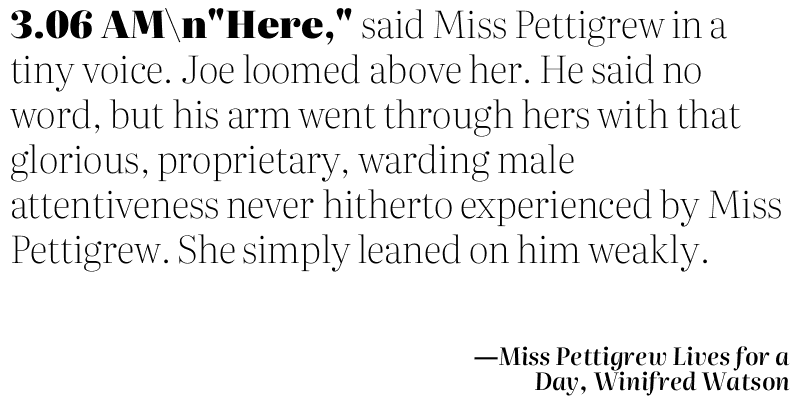 3.06 AM\n"Here," said Miss Pettigrew in a
tiny voice. Joe loomed above her. He said no
word, but his arm went through hers with that
glorious, proprietary, warding male
attentiveness never hitherto experienced by Miss
Pettigrew. She simply leaned on him weakly.
—Miss Pettigrew Lives for a
Day, Winifred Watson